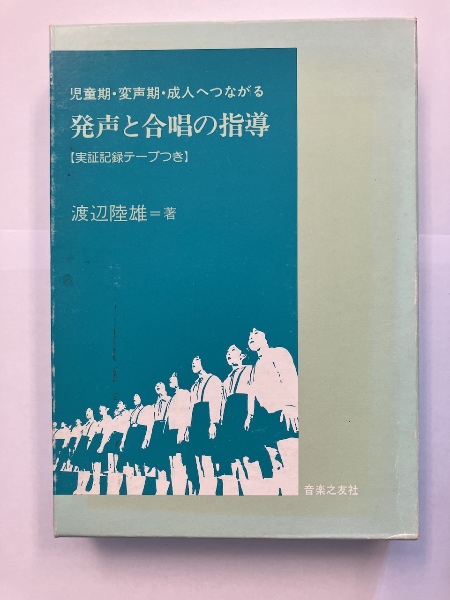 児童期・変声期・成人へつながる
発声と合唱の指導
【実証記録テープつき】
渡辺陸雄＝著
音楽之友社